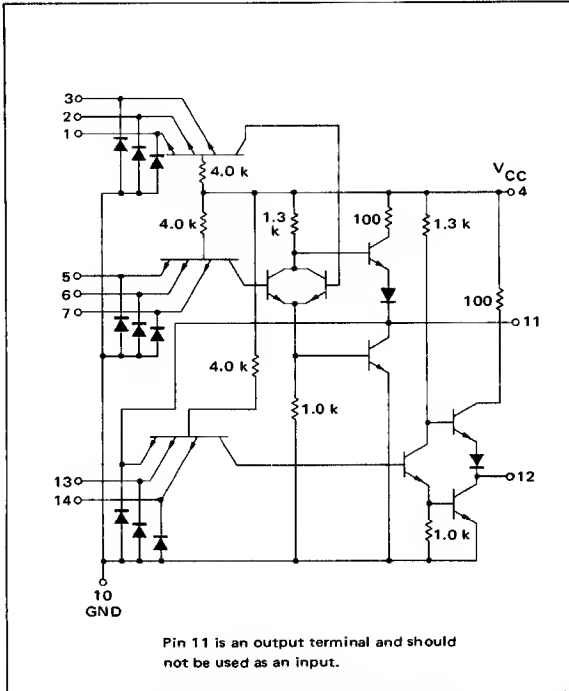 3
2
1
4.0 k
V CC
4
4.0 k
1.3 k
100
1.3 k
5
6
7
100
11
4.0 k
1.0 k
13
14
12
1.0 k
10
GND
Pin 11 is an output terminal and should
not be used as an input.